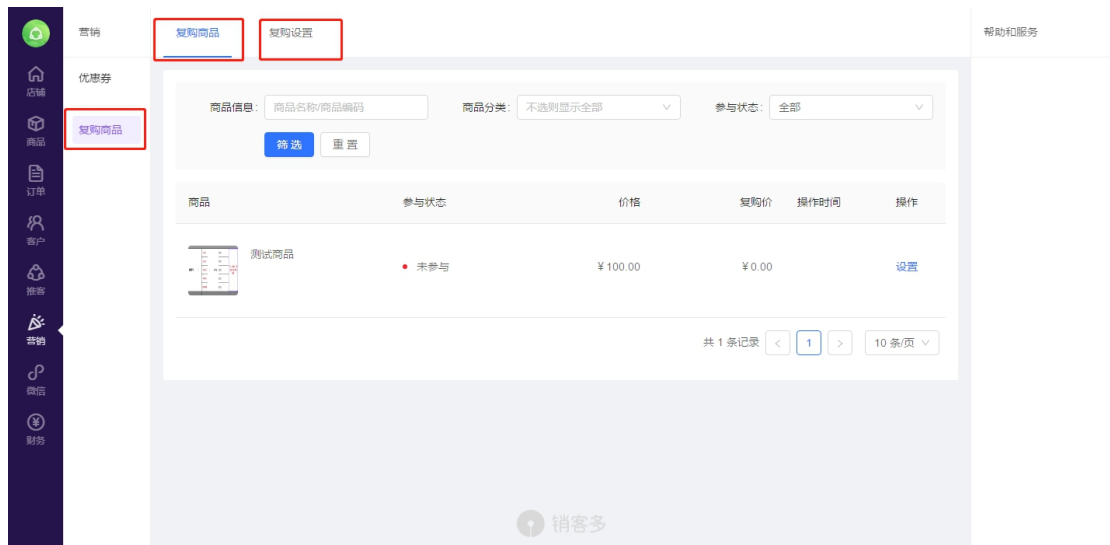 营销
复购商品
复购设置
帮助和服务
店铺
商品
订单
客户
推客
营销
微信
财务
优惠券
复购商品
商品信息: 商品名称/商品编码
商品分类: 不选则显示全部
参与状态: 全部
筛选 重置
商品 参与状态 价格 复购价 操作时间 操作
测试商品 未参与 ¥100.00 ¥0.00 设置
共 1 条记录 < 1 > 10 条/页
销客多